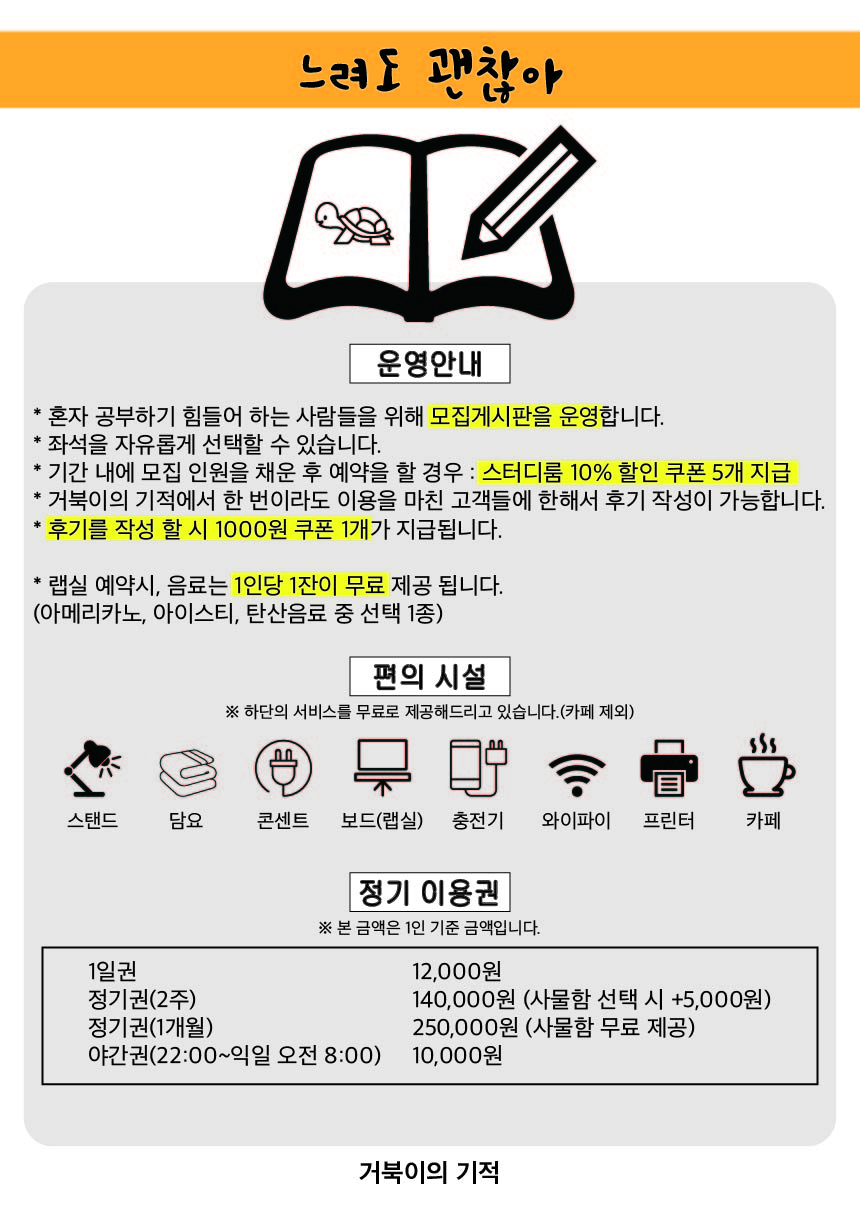 느려도 괜찮아
운영안내
* 혼자 공부하기 힘들어 하는 사람들을 위해 모집게시판을 운영합니다.
* 좌석을 자유롭게 선택할 수 있습니다.
* 기간 내에 모집 인원을 채운 후 예약을 할 경우 : 스터디룸 10% 할인 쿠폰 5개 지급
* 거북이의 기적에서 한 번이라도 이용을 마친 고객들에 한해서 후기 작성이 가능합니다.
* 후기를 작성 할 시 1000원 쿠폰 1개가 지급됩니다.
* 랩실 예약시, 음료는 1인당 1잔이 무료 제공 됩니다.
(아메리카노, 아이스티, 탄산음료 중 선택 1종)
편의 시설
※ 하단의 서비스를 무료로 제공해드리고 있습니다.(카페 제외)
스탠드 담요 콘센트 보드(랩실) 충전기 와이파이 프린터 카페
정기 이용권
※ 본 금액은 1인 기준 금액입니다.
1일권 12,000원
정기권(2주) 140,000원 (사물함 선택 시 +5,000원)
정기권(1개월) 250,000원 (사물함 무료 제공)
야간권(22:00~익일 오전 8:00) 10,000원
거북이의 기적